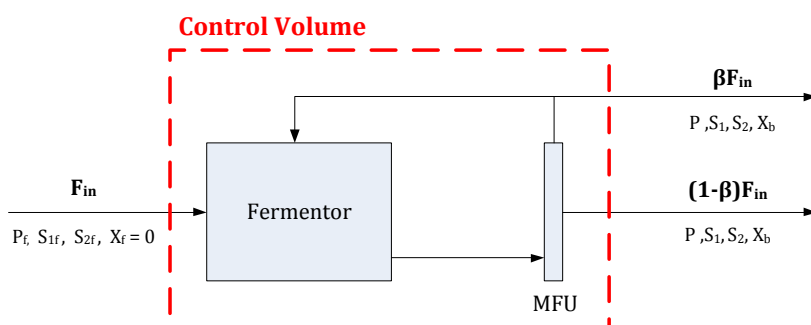 Control Volume
βFin
P ,S1, S2, Xb
Fin
Fermentor
(1-β)Fin
Pf, S1f, S2f, Xf = 0
P ,S1, S2, Xb
MFU